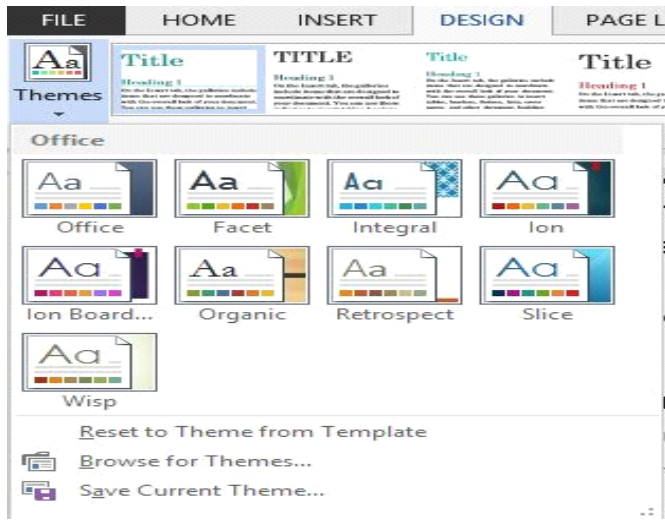 FILE HOME INSERT DESIGN PAGE L
Aa Title TITLE Title Title
Heading 1 Heading 1 Heading 1 Heading 1
Themes
Office
Aa Aa Aa Aa
Office Facet Integral Ion
Aa Aa Aa Aa
Ion Board... Organic Retrospect Slice
Aa
Wisp
Reset to Theme from Template
Browse for Themes...
Save Current Theme...